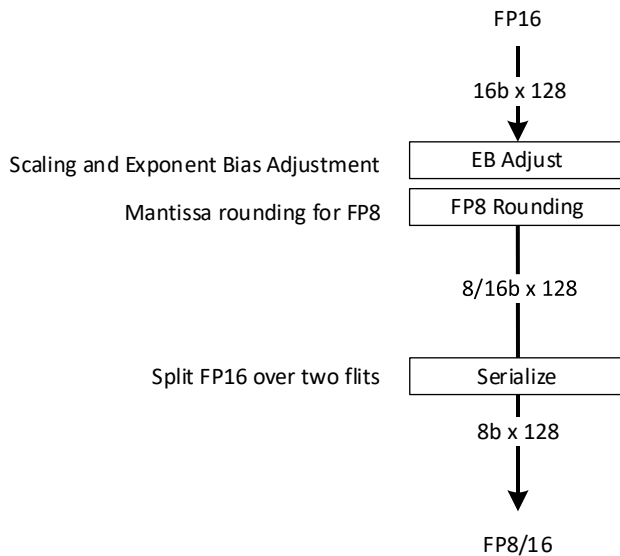 FP16
16b x 128
Scaling and Exponent Bias Adjustment
EB Adjust
Mantissa rounding for FP8
FP8 Rounding
8/16b x 128
Split FP16 over two flits
Serialize
8b x 128
FP8/16